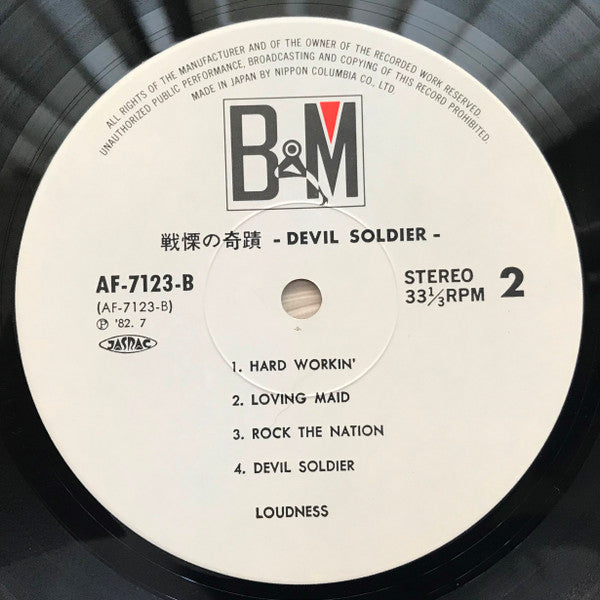 ALL RIGHTS OF THE MANUFACTURER AND OF THE OWNER OF THE RECORDED WORK RESERVED.
UNAUTHORIZED PUBLIC PERFORMANCE, BROADCASTING AND COPYING OF THIS RECORD PROHIBITED.
MADE IN JAPAN BY NIPPON COLUMBIA CO., LTD
B&M
戦慄の奇蹟 - DEVIL SOLDIER -
AF-7123-B
(AF-7123-B)
Ⓟ '82. 7
JASRAC
STEREO
33⅓RPM
2
1. HARD WORKIN'
2. LOVING MAID
3. ROCK THE NATION
4. DEVIL SOLDIER
LOUDNESS